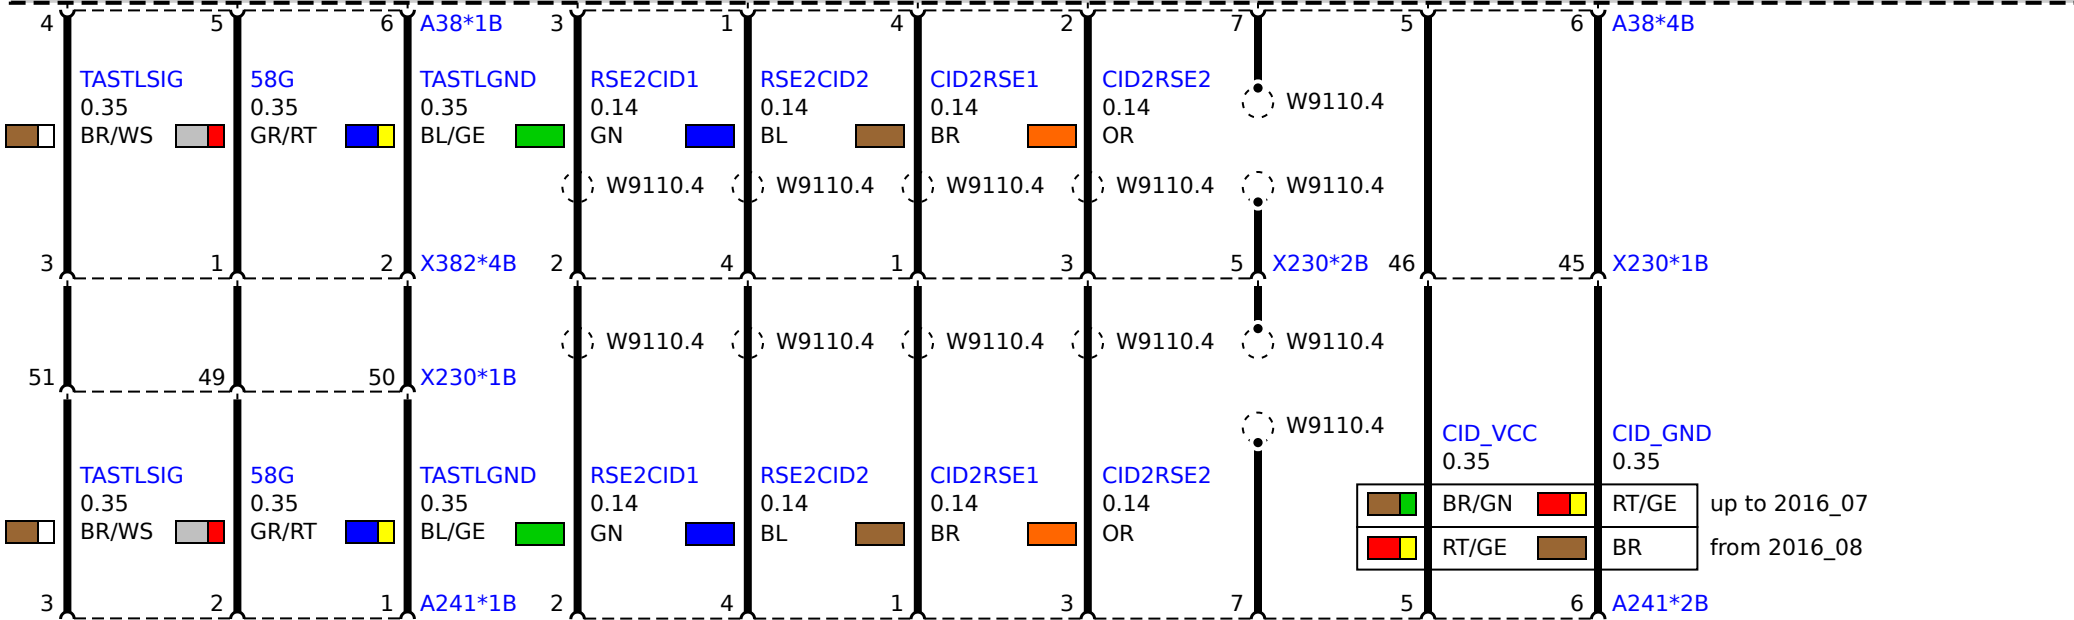 4 5 6 A38*1B 3 1 4 2 7 5 6 A38*4B
TASTLSIG 58G TASTLGND RSE2CID1 RSE2CID2 CID2RSE1 CID2RSE2
0.35 0.35 0.35 0.14 0.14 0.14 0.14 W9110.4
BR/WS GR/RT BL/GE GN BL BR OR
W9110.4 W9110.4 W9110.4 W9110.4 W9110.4
3 1 2 X382*4B 2 4 1 3 5 X230*2B 46 45 X230*1B
W9110.4 W9110.4 W9110.4 W9110.4 W9110.4
51 49 50 X230*1B
W9110.4
CID_VCC CID_GND
0.35 0.35
TASTLSIG 58G TASTLGND RSE2CID1 RSE2CID2 CID2RSE1 CID2RSE2
0.35 0.35 0.35 0.14 0.14 0.14 0.14 BR/GN RT/GE up to 2016_07
BR/WS GR/RT BL/GE GN BL BR OR RT/GE BR from 2016_08
3 2 1 A241*1B 2 4 1 3 7 5 6 A241*2B